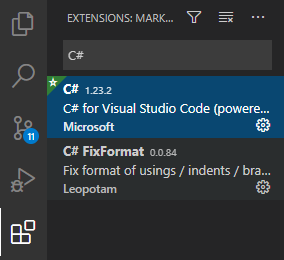 EXTENSIONS: MARK...
C#
C# 1.23.2
C# for Visual Studio Code (powere...
Microsoft
11
C# FixFormat 0.0.84
Fix format of usings / indents / bra...
Leopotam